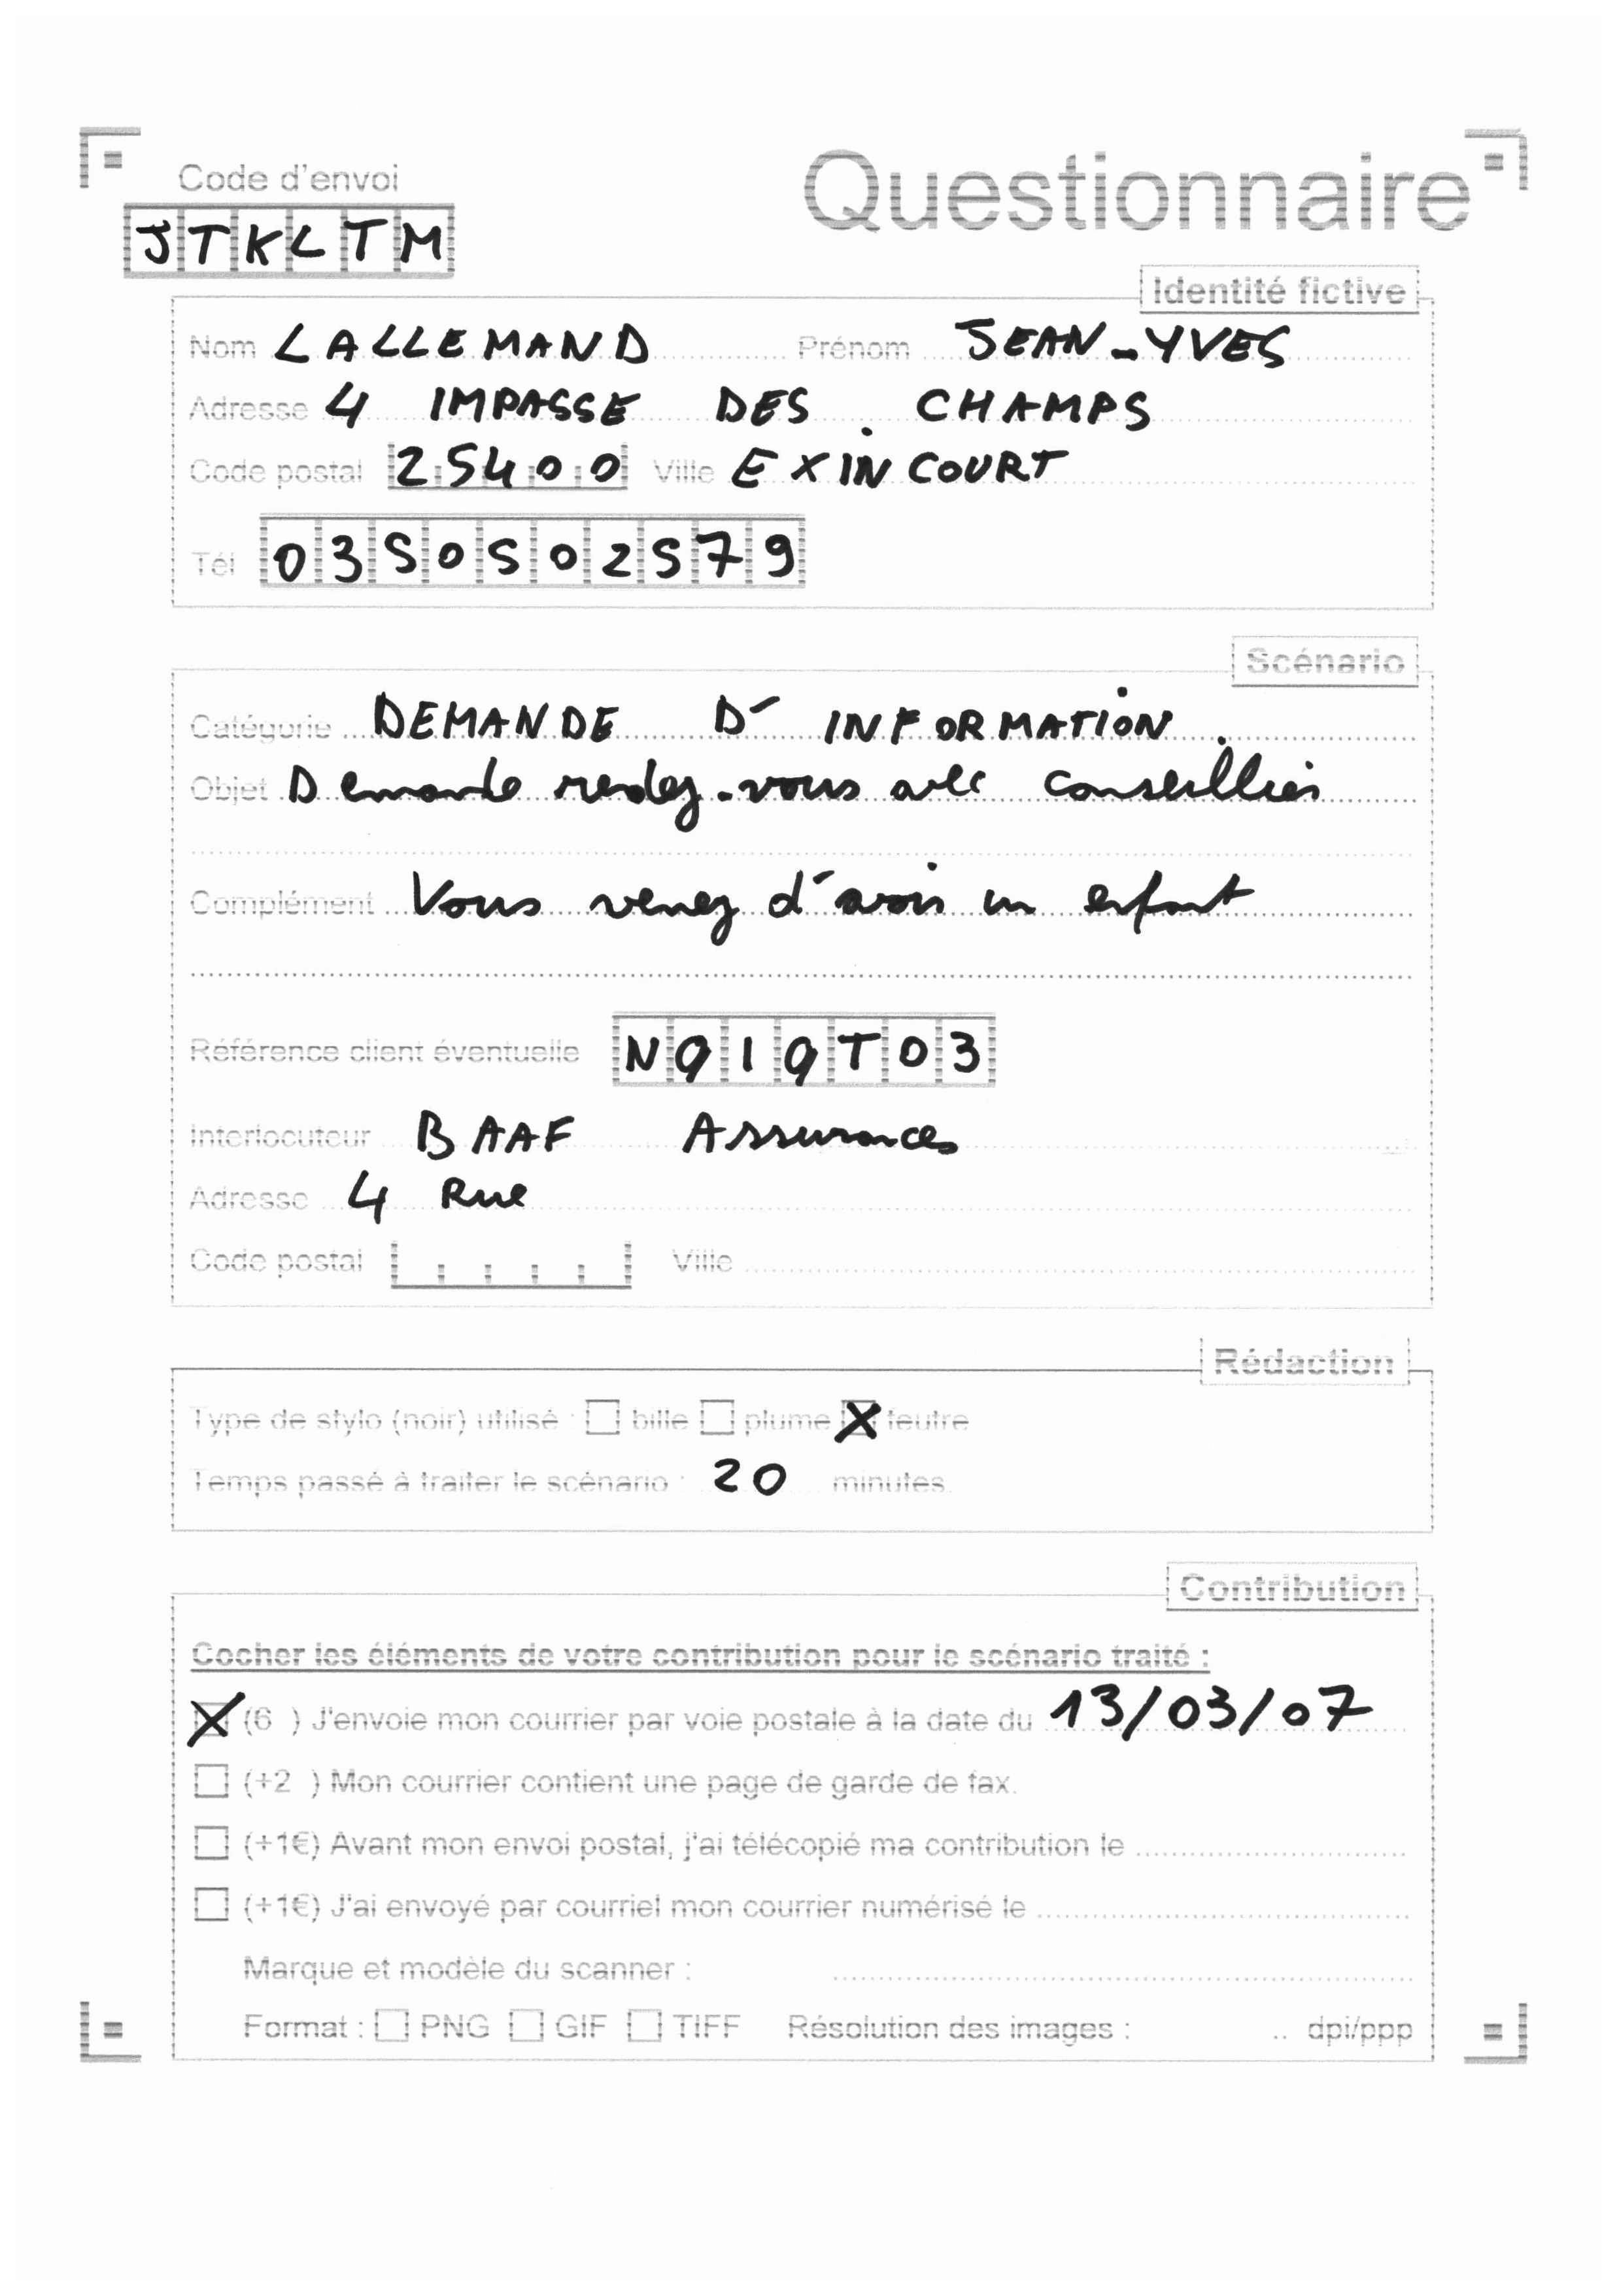 Code d'envoi
Questionnaire
JTKLTM
Identité fictive
Nom LALLEMAND Prénom JEAN-YVES
Adresse 4 IMPASSE DES CHAMPS
Code postal 25400 Ville EXINCOURT
Tél 0350502579
Scénario
Catégorie DEMANDE D' INFORMATION
Objet Demande rendez-vous avec conseillier
Complément Vous venez d'avoir un enfant
Référence client éventuelle N919T03
Interlocuteur BAAF Assurances
Adresse 4 Rue
Code postal Ville
Rédaction
Type de stylo (noir) utilisé : bille plume X feutre
Temps passé à traiter le scénario : 20 minutes.
Contribution
Cocher les éléments de votre contribution pour le scénario traité :
X (6 ) J'envoie mon courrier par voie postale à la date du 13/03/07
(+2 ) Mon courrier contient une page de garde de fax.
(+1€) Avant mon envoi postal, j'ai télécopié ma contribution le
(+1€) J'ai envoyé par courriel mon courrier numérisé le
Marque et modèle du scanner :
Format : PNG GIF TIFF Résolution des images : .. dpi/ppp